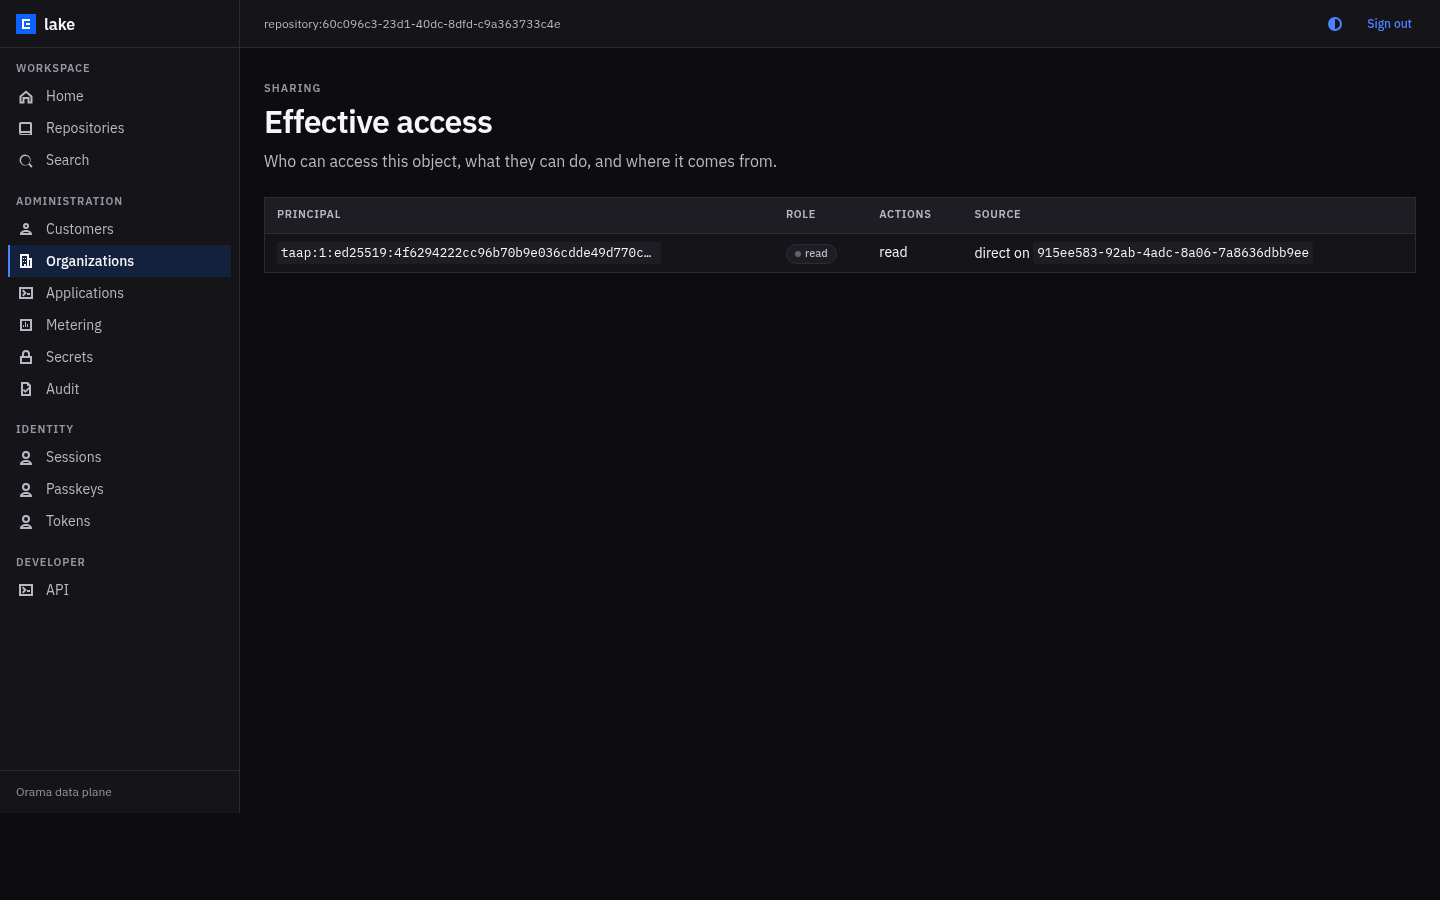 lake
repository:60c096c3-23d1-40dc-8dfd-c9a363733c4e
Sign out
WORKSPACE
Home
Repositories
Search
ADMINISTRATION
Customers
Organizations
Applications
Metering
Secrets
Audit
IDENTITY
Sessions
Passkeys
Tokens
DEVELOPER
API
Orama data plane
SHARING
Effective access
Who can access this object, what they can do, and where it comes from.
PRINCIPAL ROLE ACTIONS SOURCE
taap:1:ed25519:4f6294222cc96b70b9e036cdde49d770c… read read direct on 915ee583-92ab-4adc-8a06-7a8636dbb9ee